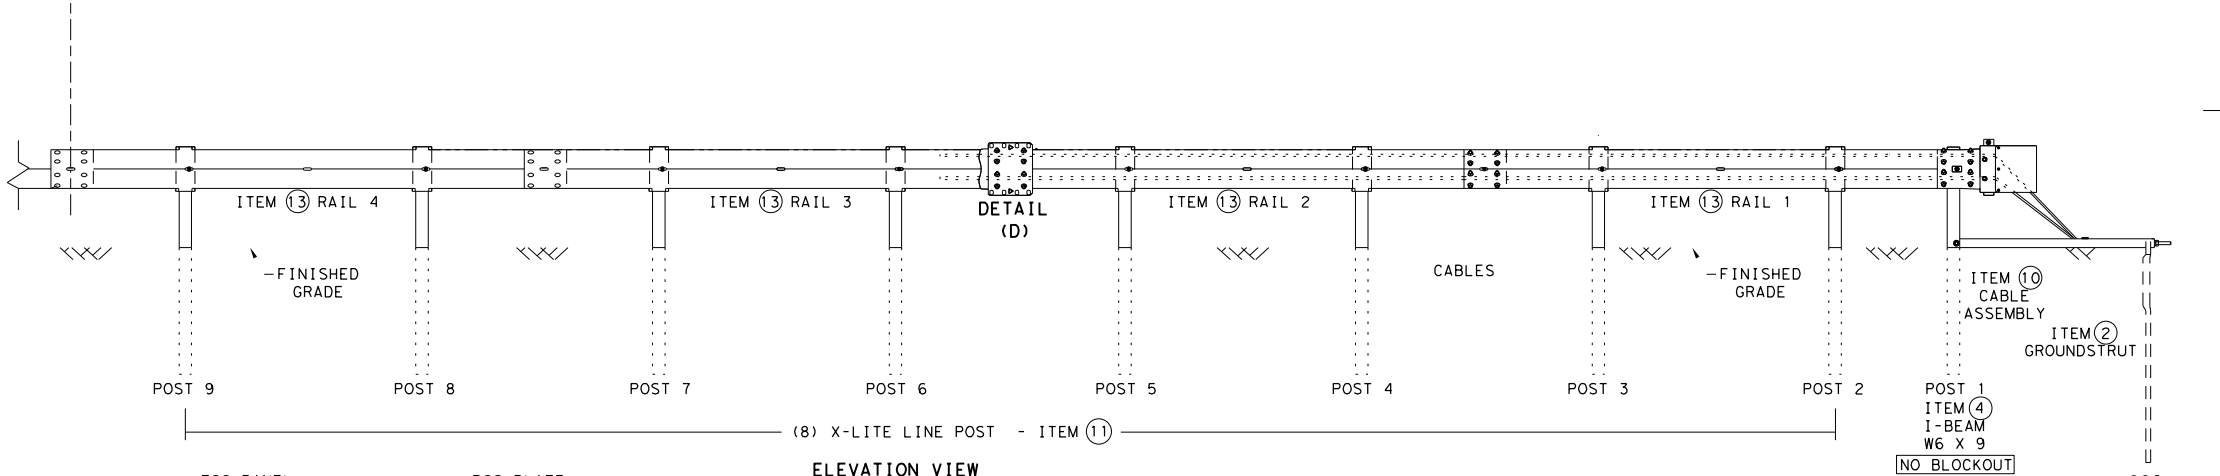 ITEM 13 RAIL 4
ITEM 13 RAIL 3
DETAIL
(D)
ITEM 13 RAIL 2
ITEM 13 RAIL 1
-FINISHED
GRADE
CABLES
-FINISHED
GRADE
ITEM 10
CABLE
ASSEMBLY
ITEM 2
GROUNDSTRUT
POST 9
POST 8
POST 7
POST 6
POST 5
POST 4
POST 3
POST 2
POST 1
ITEM 4
I-BEAM
W6 X 9
NO BLOCKOUT
(8) X-LITE LINE POST - ITEM 11
ELEVATION VIEW